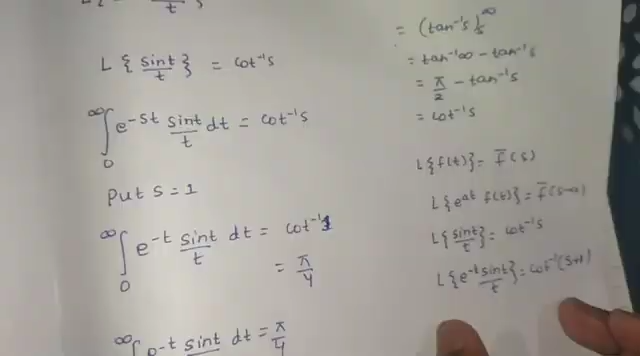 t
L{sint/t} = cot⁻¹s
∫₀^∞ e^-st sint/t dt = cot⁻¹s
Put s = 1
∫₀^∞ e^-t sint/t dt = cot⁻¹1
= π/4
∫ e^-t sint dt = π/4
= (tan⁻¹s)ₛ^∞
= tan⁻¹∞ - tan⁻¹s
= π/2 - tan⁻¹s
= cot⁻¹s
L{f(t)} = f̅(s)
L{e^at f(t)} = f̅(s-a)
L{sint/t} = cot⁻¹s
L{e^-t sint/t} = cot⁻¹(s+1)